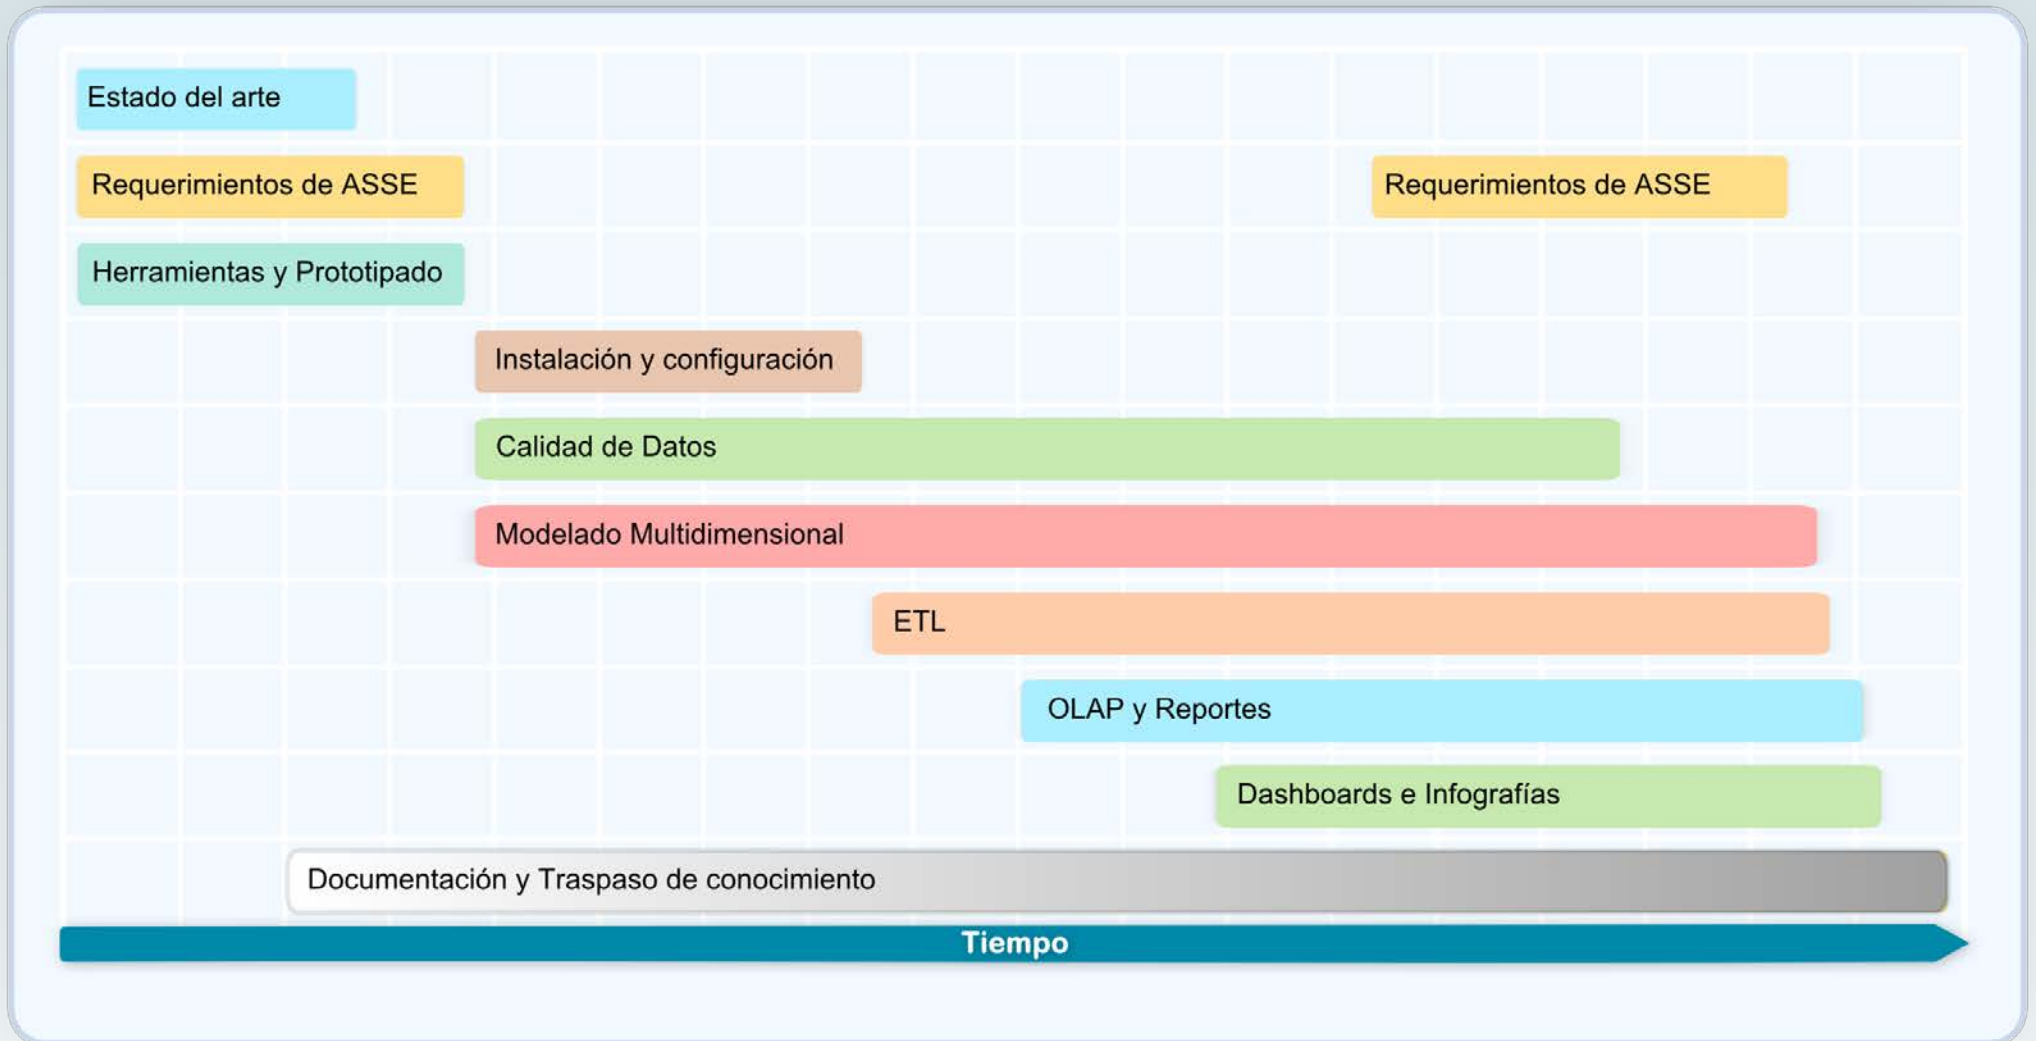 Estado del arte
Requerimientos de ASSE
Requerimientos de ASSE
Herramientas y Prototipado
Instalación y configuración
Calidad de Datos
Modelado Multidimensional
ETL
OLAP y Reportes
Dashboards e Infografías
Documentación y Traspaso de conocimiento
Tiempo